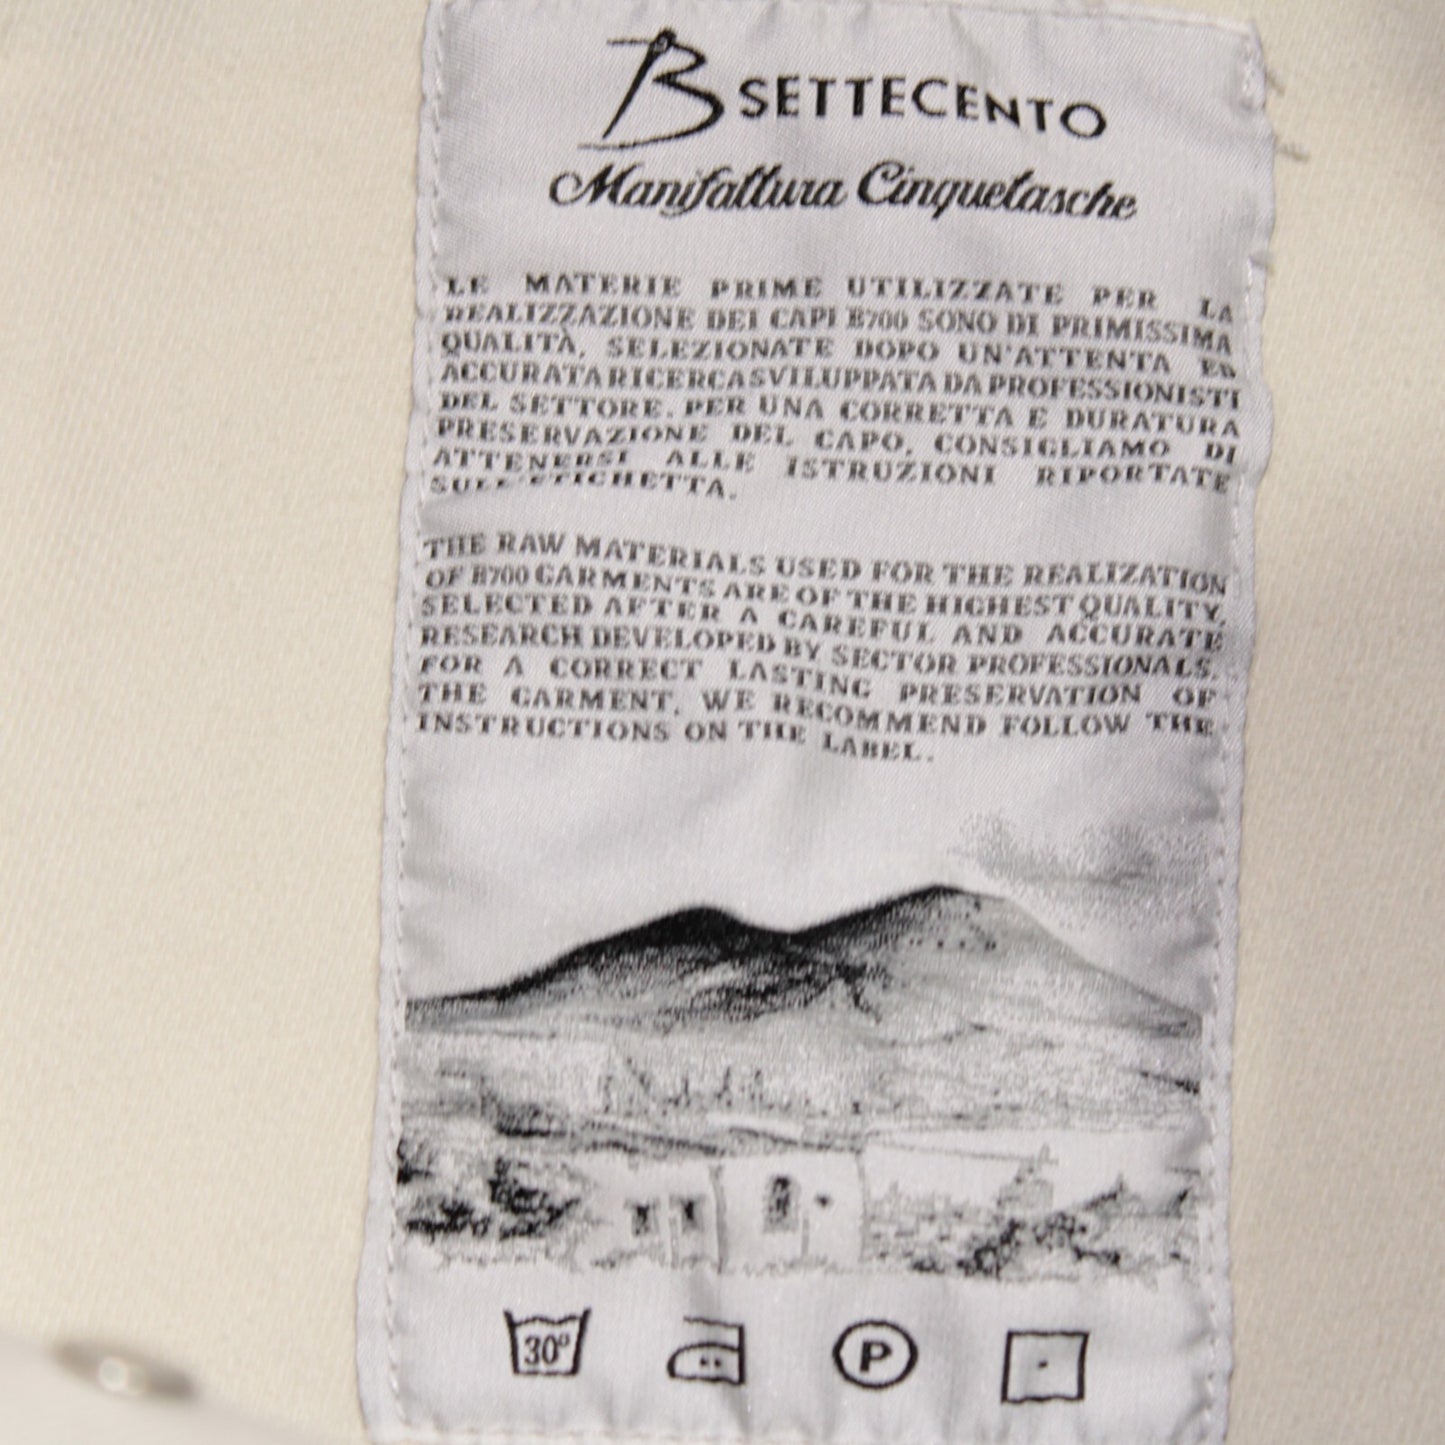 B SETTECENTO
Manifattura Cinquetasche
LE MATERIE PRIME UTILIZZATE PER LA
REALIZZAZIONE DEI CAPI B700 SONO DI PRIMISSIMA
QUALITÀ, SELEZIONATE DOPO UN'ATTENTA ED
ACCURATA RICERCA SVILUPPATA DA PROFESSIONISTI
DEL SETTORE. PER UNA CORRETTA E DURATURA
PRESERVAZIONE DEL CAPO, CONSIGLIAMO DI
ATTENERSI ALLE ISTRUZIONI RIPORTATE
SULL'ETICHETTA.
THE RAW MATERIALS USED FOR THE REALIZATION
OF B700 GARMENTS ARE OF THE HIGHEST QUALITY,
SELECTED AFTER A CAREFUL AND ACCURATE
RESEARCH DEVELOPED BY SECTOR PROFESSIONALS.
FOR A CORRECT LASTING PRESERVATION OF
THE GARMENT, WE RECOMMEND FOLLOW THE
INSTRUCTIONS ON THE LABEL.
30° P